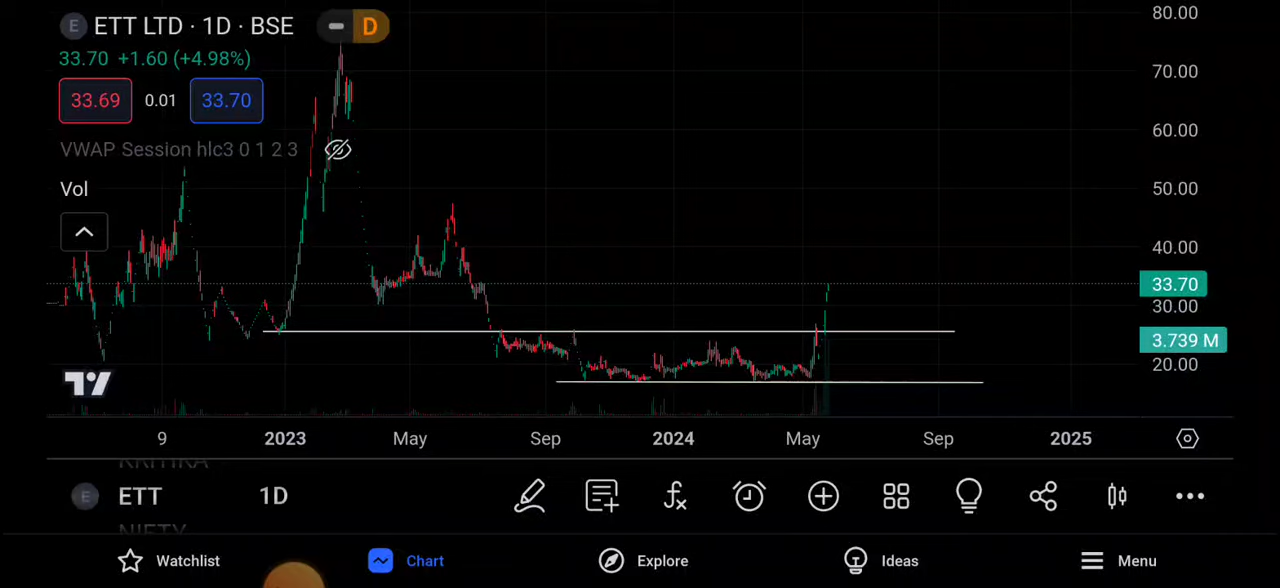 E ETT LTD · 1D · BSE D
33.70 +1.60 (+4.98%)
33.69 0.01 33.70
VWAP Session hlc3 0 1 2 3
Vol
80.00
70.00
60.00
50.00
40.00
33.70
30.00
3.739 M
20.00
9 2023 May Sep 2024 May Sep 2025
KRITIKA
E ETT 1D
NIFTY
Watchlist Chart Explore Ideas Menu